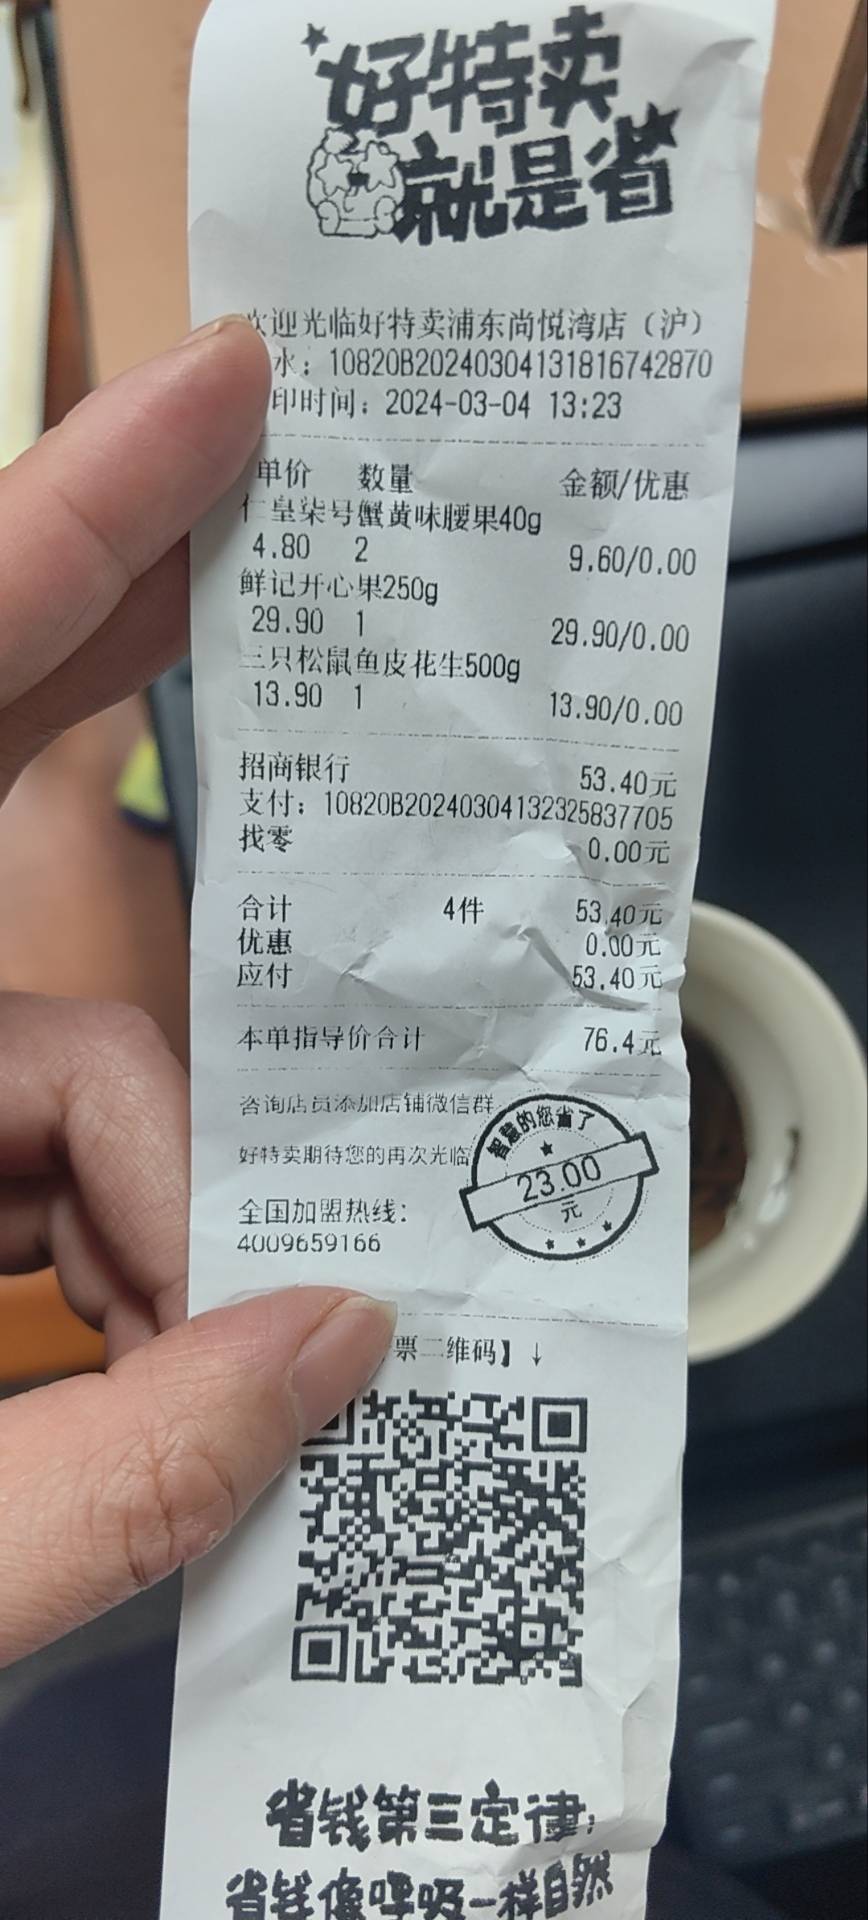 好特卖
就是省
欢迎光临好特卖浦东尚悦湾店（沪）
水：10820B20240304131816742870
印时间：2024-03-04 13:23
单价 数量 金额/优惠
仁皇柒号蟹黄味腰果40g
4.80 2 9.60/0.00
鲜记开心果250g
29.90 1 29.90/0.00
三只松鼠鱼皮花生500g
13.90 1 13.90/0.00
招商银行 53.40元
支付：10820B20240304132325837705
找零 0.00元
合计 4件 53.40元
优惠 0.00元
应付 53.40元
本单指导价合计 76.4元
咨询店员添加店铺微信群
好特卖期待您的再次光临
智慧的您省了
23.00
元
全国加盟热线：
4009659166
票二维码】↓
省钱第三定律：
省钱像呼吸一样自然